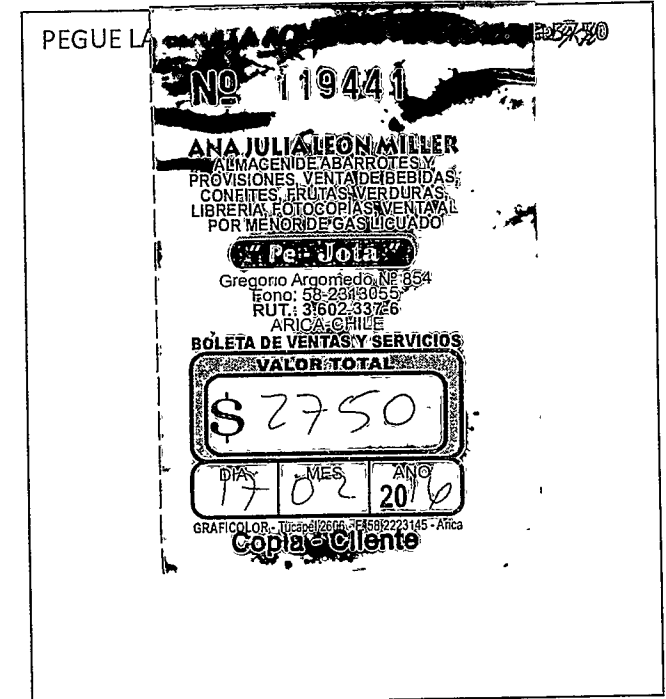 PEGUE LA
Nº 119441
ANA JULIA LEON MILLER
ALMACEN DE ABARROTES Y
PROVISIONES, VENTA DE BEBIDAS,
CONFITES, FRUTAS, VERDURAS,
LIBRERIA, FOTOCOPIAS, VENTA AL
POR MENOR DE GAS LICUADO
"Pe - Jota"
Gregorio Argomedo Nº 854
Fono: 58-2313055
RUT.: 3.602.337-6
ARICA-CHILE
BOLETA DE VENTAS Y SERVICIOS
VALOR TOTAL
$ 2750
DIA MES AÑO
17 02 2016
GRAFICOLOR - Tucapel 2606 - F:58-2223145 - Arica
Copia - Cliente